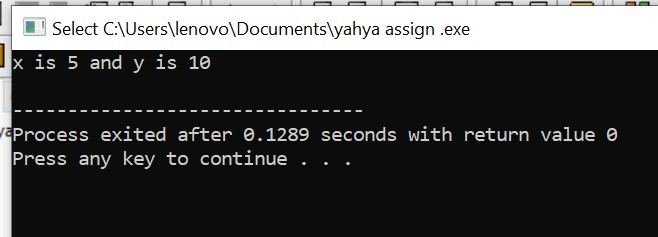 Select C:\Users\lenovo\Documents\yahya assign .exe
x is 5 and y is 10
--------------------------------
Process exited after 0.1289 seconds with return value 0
Press any key to continue . . .